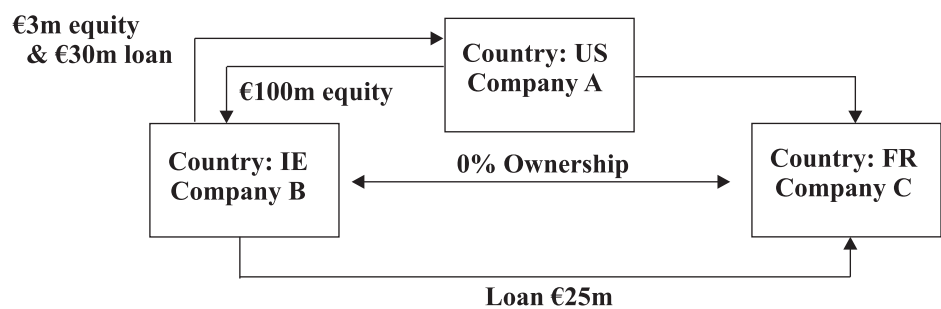 €3m equity
& €30m loan
Country: US
Company A
€100m equity
Country: IE
Company B
0% Ownership
Country: FR
Company C
Loan €25m